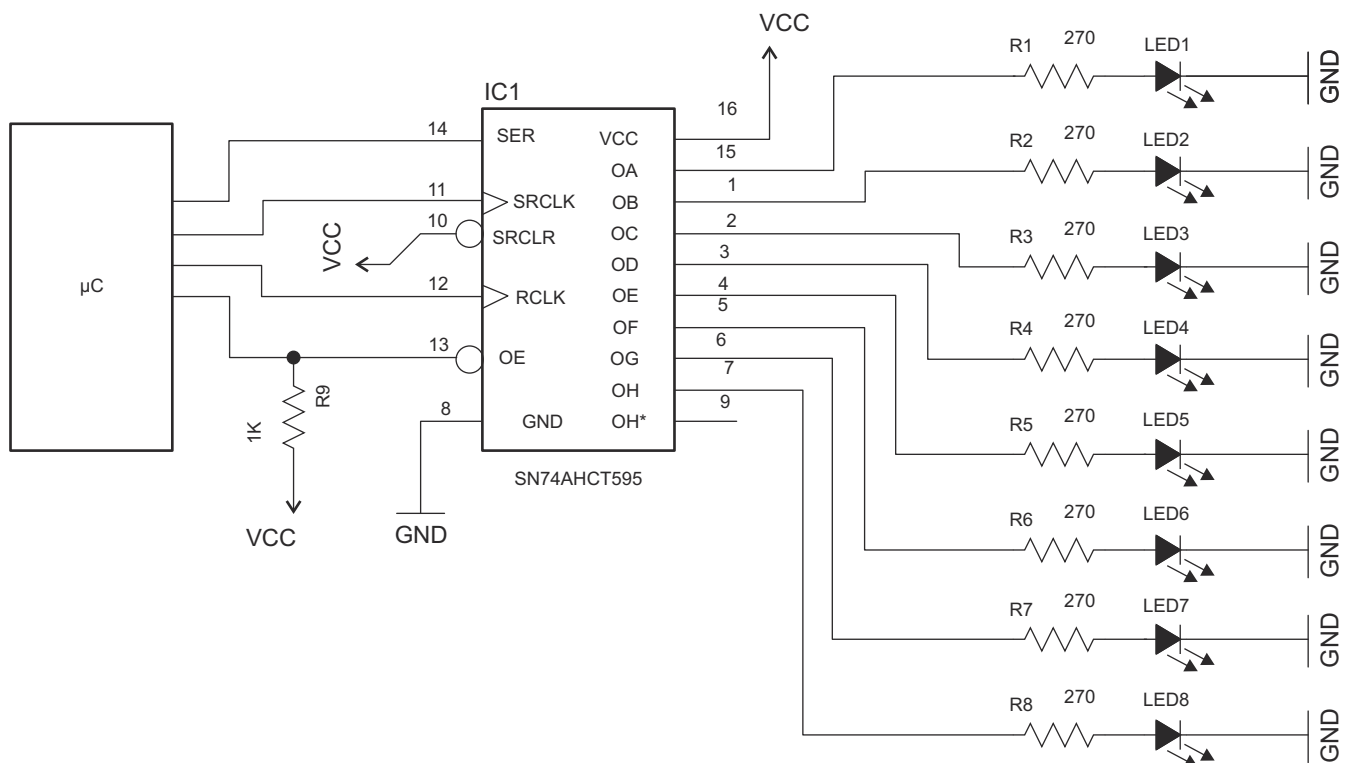 VCC
R1 270 LED1 GND
IC1
16
14 SER VCC
15
OA
R2 270 LED2 GND
11 SRCLK
1
OB
10 SRCLR
2
OC
R3 270 LED3 GND
VCC
3
OD
µC
12 RCLK
4
OE
5
OF
R4 270 LED4 GND
13 OE
6
OG
7
OH
R9
1K
8 GND
9
OH*
R5 270 LED5 GND
SN74AHCT595
VCC
GND
R6 270 LED6 GND
R7 270 LED7 GND
R8 270 LED8 GND